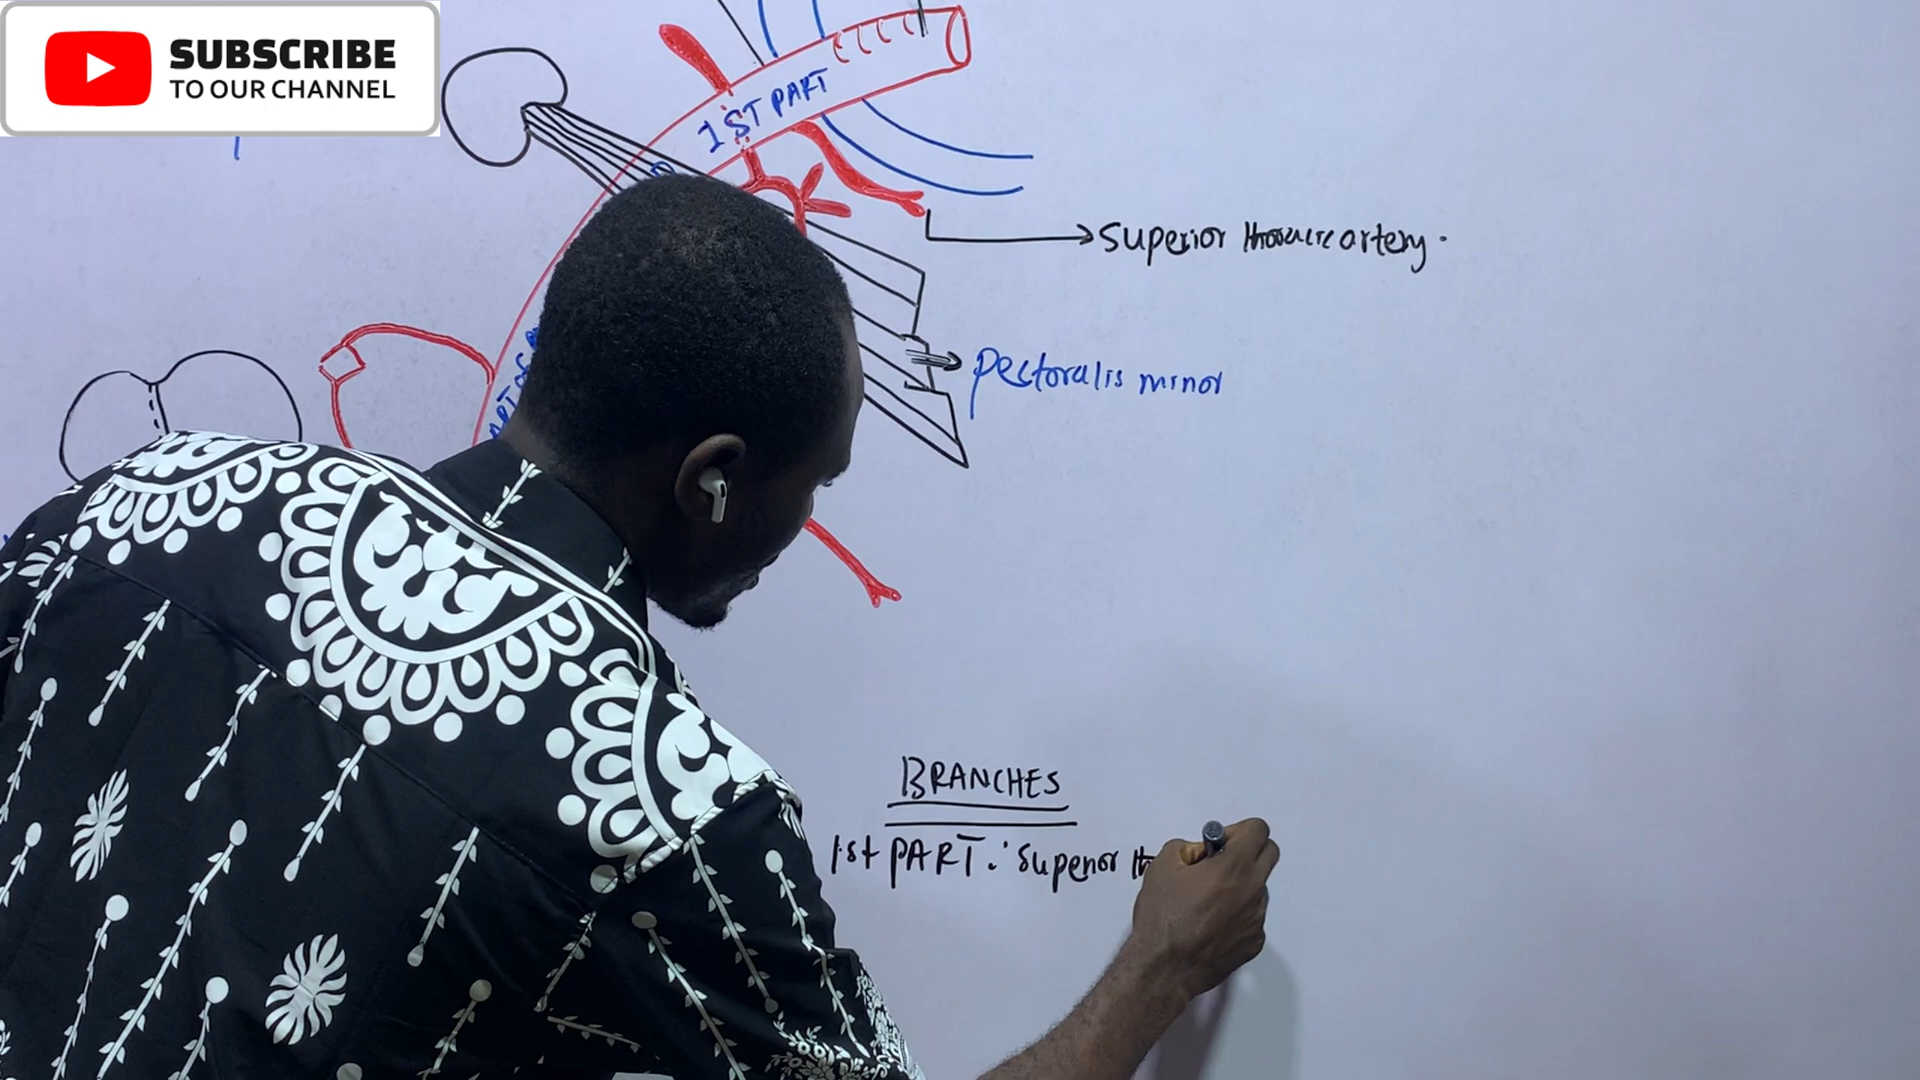 SUBSCRIBE
TO OUR CHANNEL
1ST PART
Superior thoracic artery.
Pectoralis minor
BRANCHES
1st PART: Superior